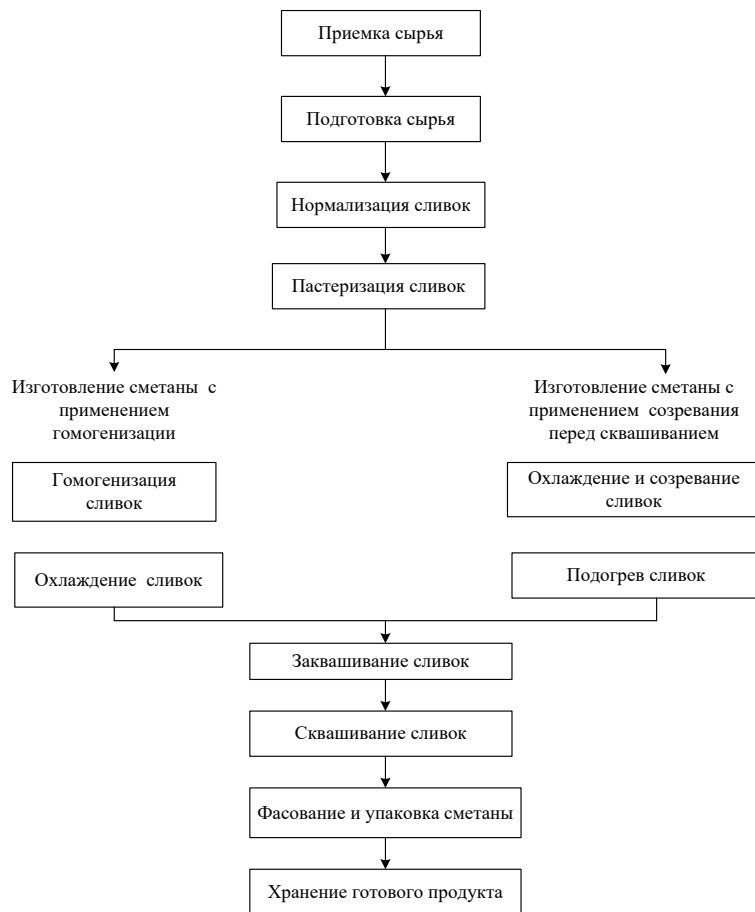 Приемка сырья
Подготовка сырья
Нормализация сливок
Пастеризация сливок
Изготовление сметаны с
применением
гомогенизации
Гомогенизация
сливок
Охлаждение сливок
Изготовление сметаны с
применением созревания
перед сквашиванием
Охлаждение и созревание
сливок
Подогрев сливок
Заквашивание сливок
Сквашивание сливок
Фасование и упаковка сметаны
Хранение готового продукта